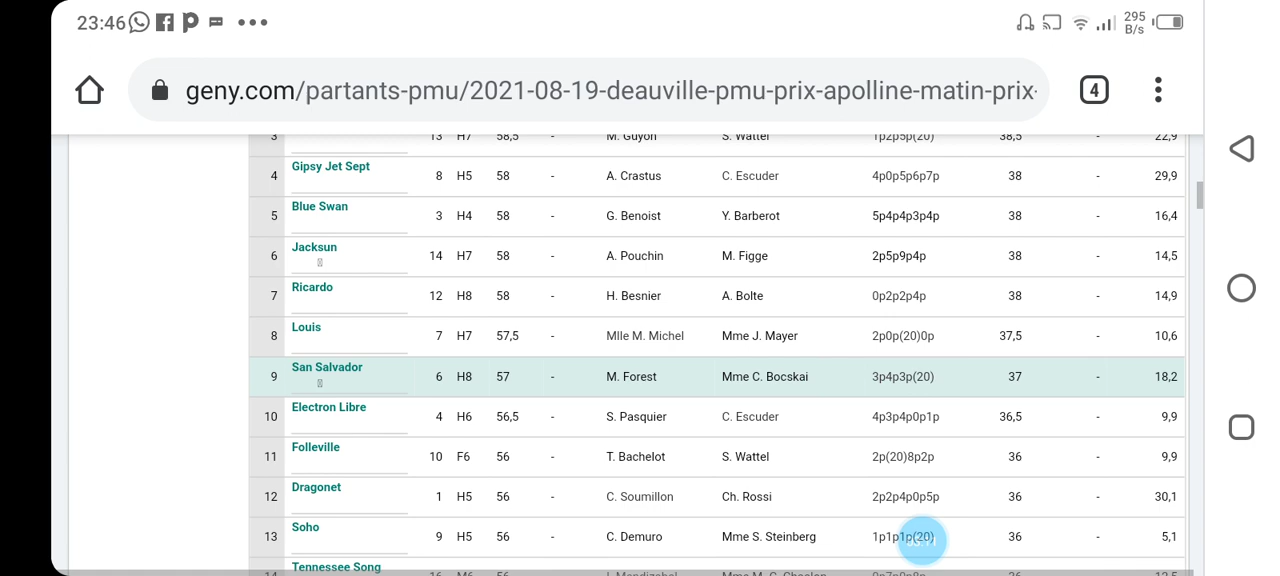 23:46
295 B/s
geny.com/partants-pmu/2021-08-19-deauville-pmu-prix-apolline-matin-prix-
4
3 13 H7 58,5 - M. Guyon S. Wattel 1p2p5p(20) 38,5 - 22,9
4 Gipsy Jet Sept 8 H5 58 - A. Crastus C. Escuder 4p0p5p6p7p 38 - 29,9
5 Blue Swan 3 H4 58 - G. Benoist Y. Barberot 5p4p4p3p4p 38 - 16,4
6 Jacksun 14 H7 58 - A. Pouchin M. Figge 2p5p9p4p 38 - 14,5
7 Ricardo 12 H8 58 - H. Besnier A. Bolte 0p2p2p4p 38 - 14,9
8 Louis 7 H7 57,5 - Mlle M. Michel Mme J. Mayer 2p0p(20)0p 37,5 - 10,6
9 San Salvador 6 H8 57 - M. Forest Mme C. Bocskai 3p4p3p(20) 37 - 18,2
10 Electron Libre 4 H6 56,5 - S. Pasquier C. Escuder 4p3p4p0p1p 36,5 - 9,9
11 Folleville 10 F6 56 - T. Bachelot S. Wattel 2p(20)8p2p 36 - 9,9
12 Dragonet 1 H5 56 - C. Soumillon Ch. Rossi 2p2p4p0p5p 36 - 30,1
13 Soho 9 H5 56 - C. Demuro Mme S. Steinberg 1p1p1p(20) 36 - 5,1
Tennessee Song